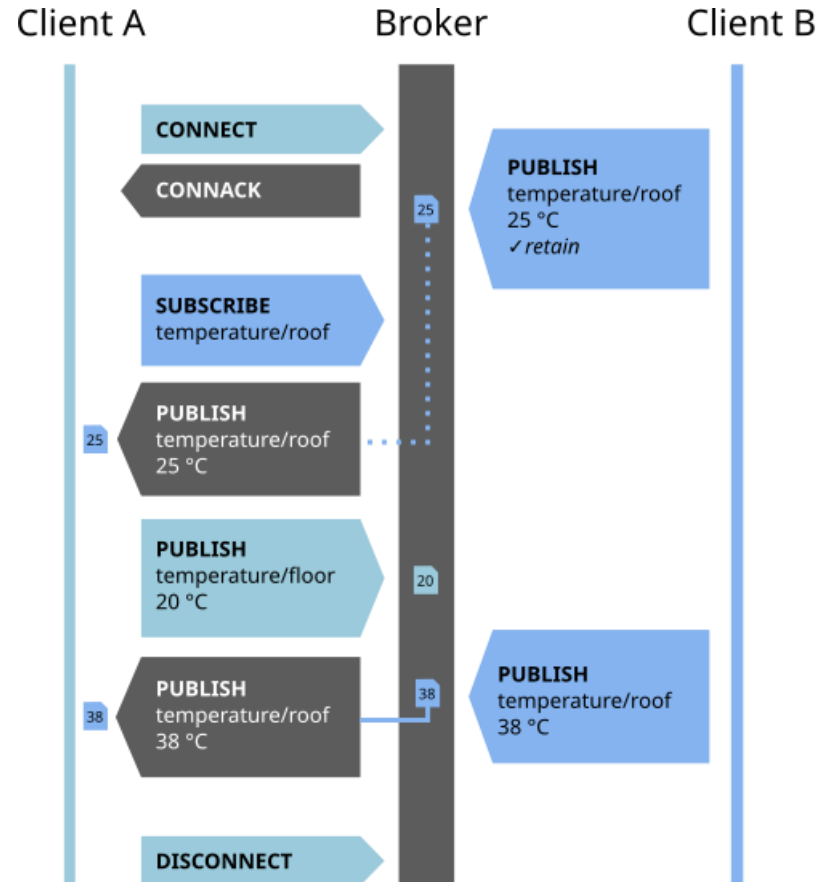 Client A
Broker
Client B
CONNECT
CONNACK
PUBLISH
temperature/roof
25 °C
✓retain
25
SUBSCRIBE
temperature/roof
PUBLISH
temperature/roof
25 °C
25
PUBLISH
temperature/floor
20 °C
20
PUBLISH
temperature/roof
38 °C
38
PUBLISH
temperature/roof
38 °C
38
DISCONNECT